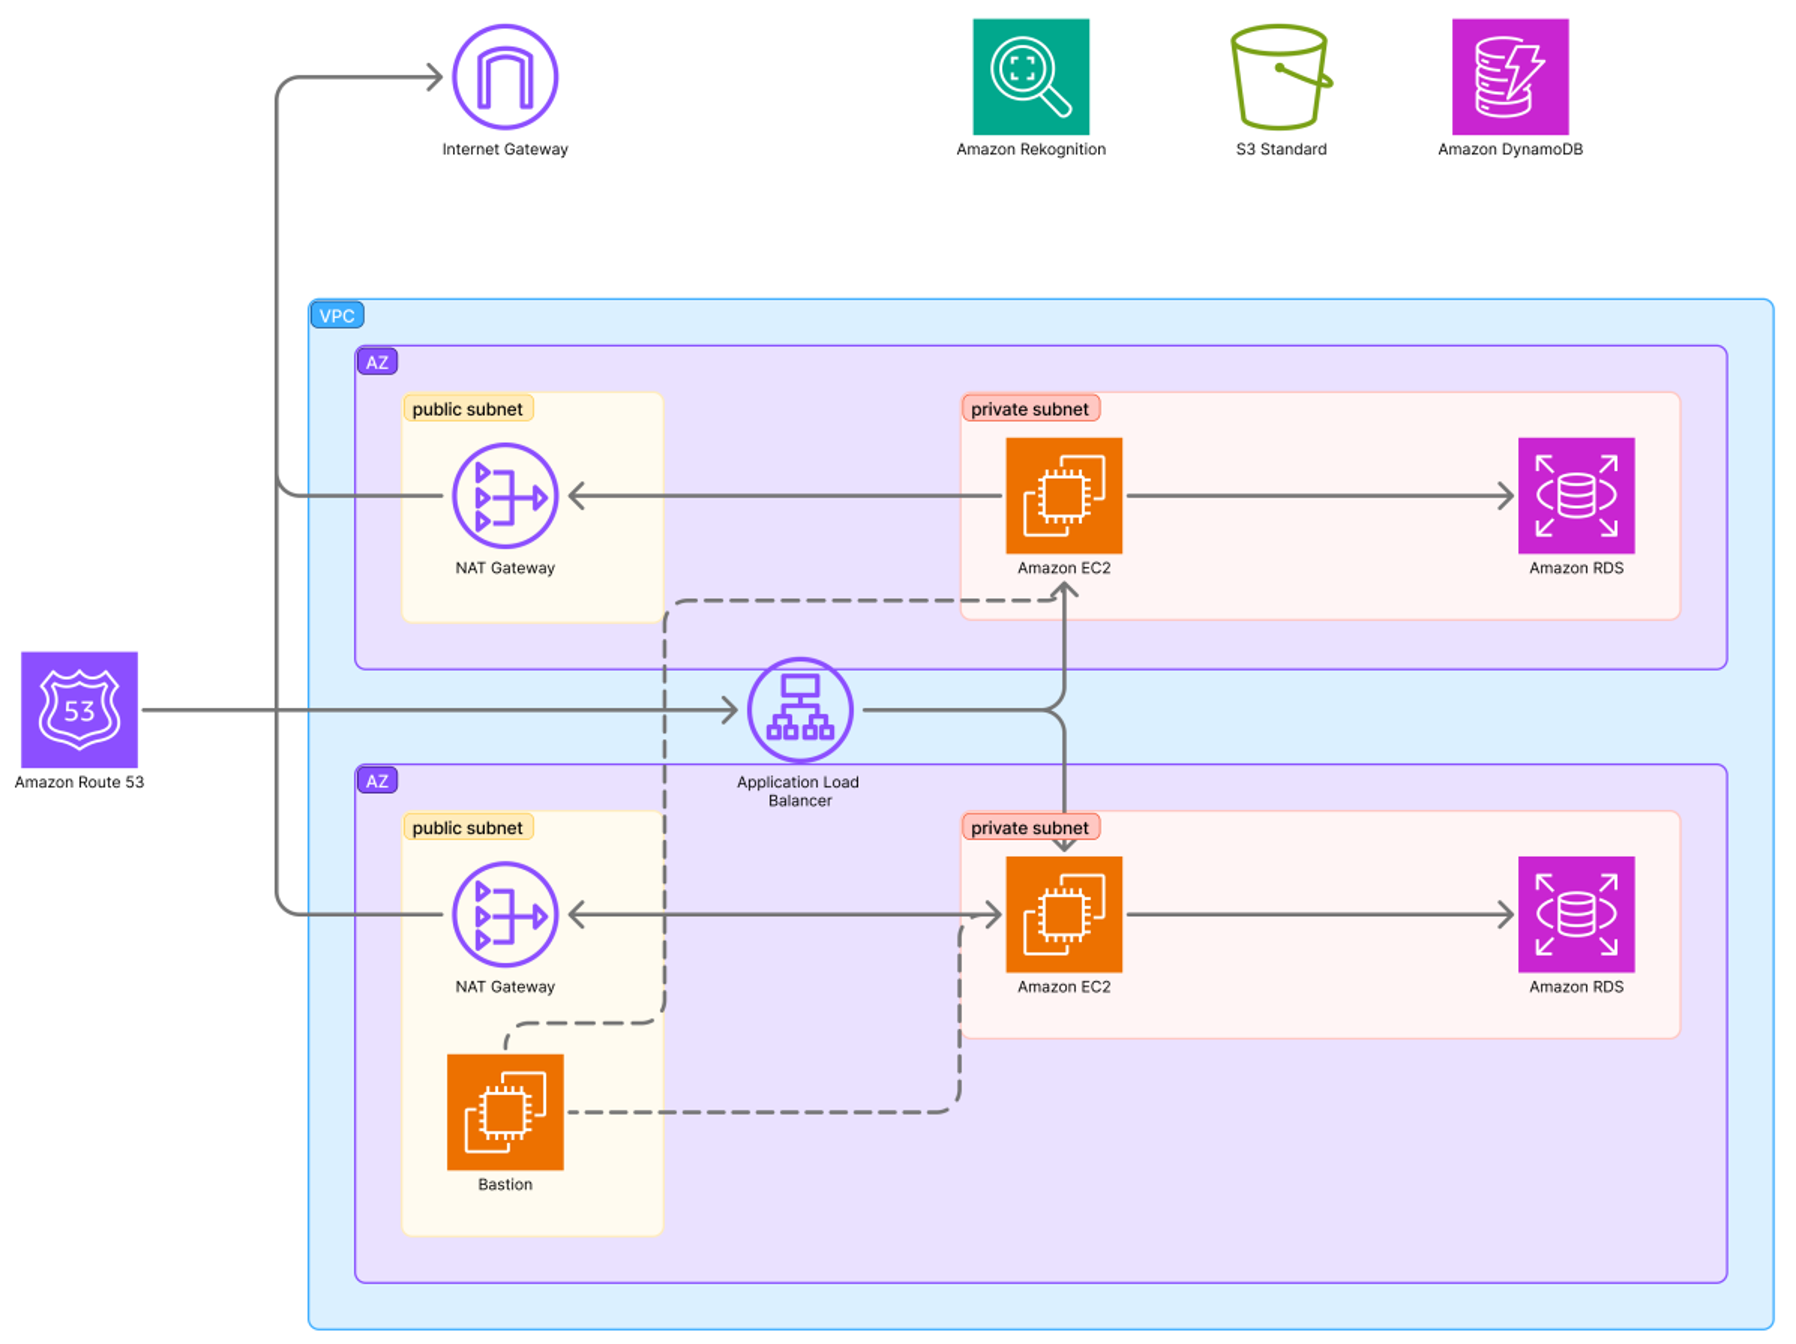 Internet Gateway
Amazon Rekognition
S3 Standard
Amazon DynamoDB
VPC
AZ
public subnet
private subnet
NAT Gateway
Amazon EC2
Amazon RDS
53
Amazon Route 53
Application Load
Balancer
AZ
public subnet
private subnet
NAT Gateway
Amazon EC2
Amazon RDS
Bastion